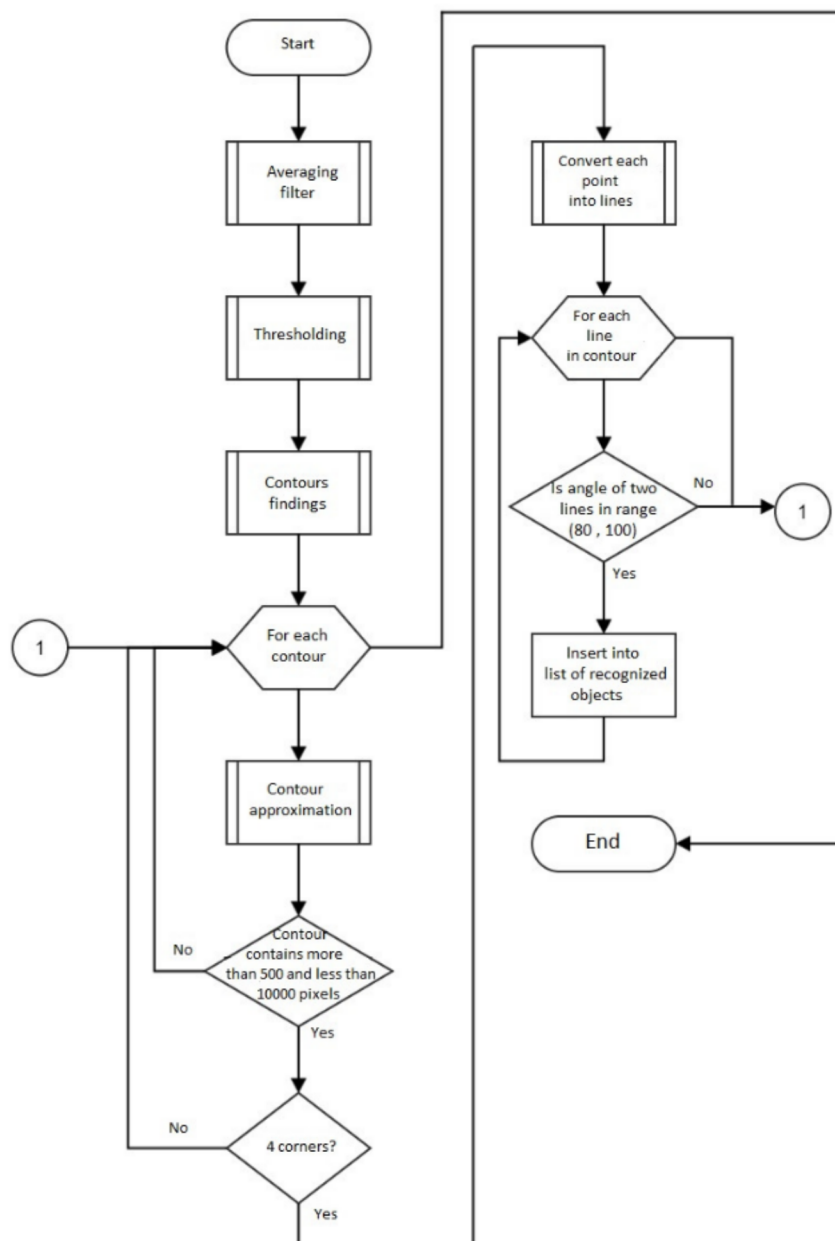 Start
Averaging
filter
Thresholding
Contours
findings
1
For each
contour
Contour
approximation
No
Contour
contains more
than 500 and less than
10000 pixels
Yes
No
4 corners?
Yes
Convert each
point
into lines
For each
line
in contour
Is angle of two
lines in range
(80 , 100)
No
1
Yes
Insert into
list of recognized
objects
End